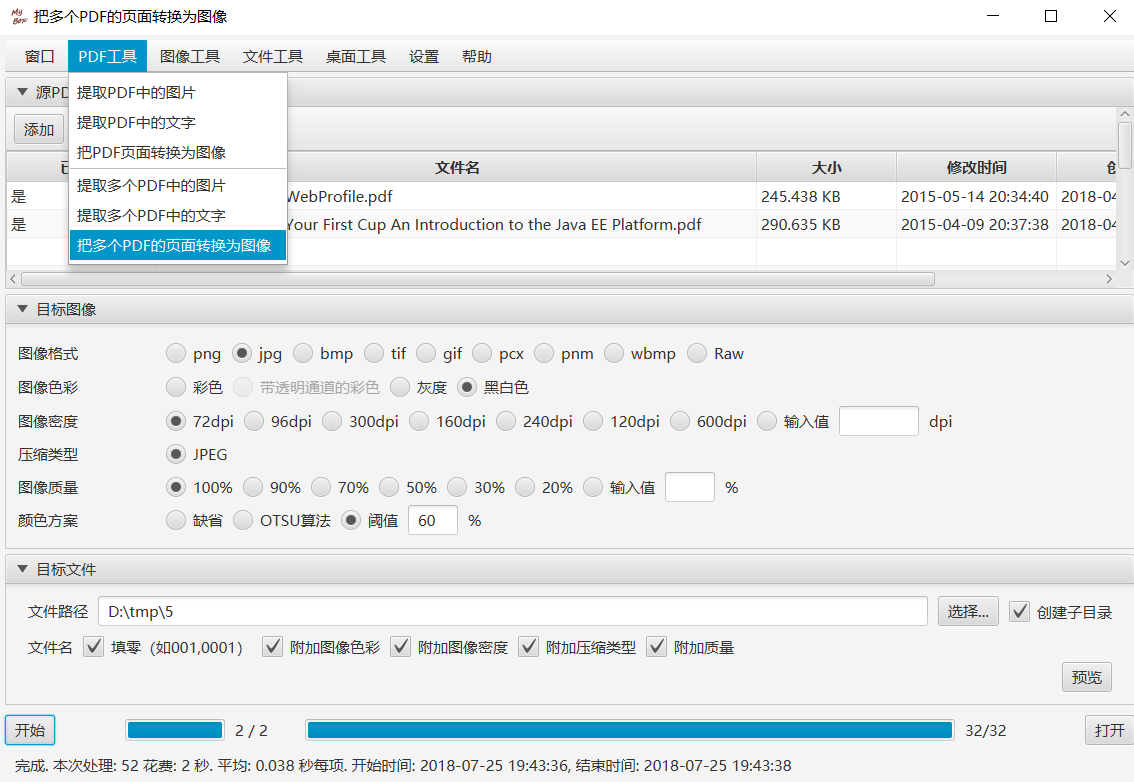 My Box 把多个PDF的页面转换为图像
窗口 PDF工具 图像工具 文件工具 桌面工具 设置 帮助
源PD
提取PDF中的图片
提取PDF中的文字
把PDF页面转换为图像
提取多个PDF中的图片
提取多个PDF中的文字
把多个PDF的页面转换为图像
添加
文件名 大小 修改时间
是 WebProfile.pdf 245.438 KB 2015-05-14 20:34:40 2018-04
是 Your First Cup An Introduction to the Java EE Platform.pdf 290.635 KB 2015-04-09 20:37:38 2018-04
目标图像
图像格式 png jpg bmp tif gif pcx pnm wbmp Raw
图像色彩 彩色 带透明通道的彩色 灰度 黑白色
图像密度 72dpi 96dpi 300dpi 160dpi 240dpi 120dpi 600dpi 输入值 dpi
压缩类型 JPEG
图像质量 100% 90% 70% 50% 30% 20% 输入值 %
颜色方案 缺省 OTSU算法 阈值 60 %
目标文件
文件路径 D:\tmp\5 选择... 创建子目录
文件名 填零（如001,0001） 附加图像色彩 附加图像密度 附加压缩类型 附加质量
预览
开始 2 / 2 32/32 打开
完成. 本次处理: 52 花费: 2 秒. 平均: 0.038 秒每项. 开始时间: 2018-07-25 19:43:36, 结束时间: 2018-07-25 19:43:38